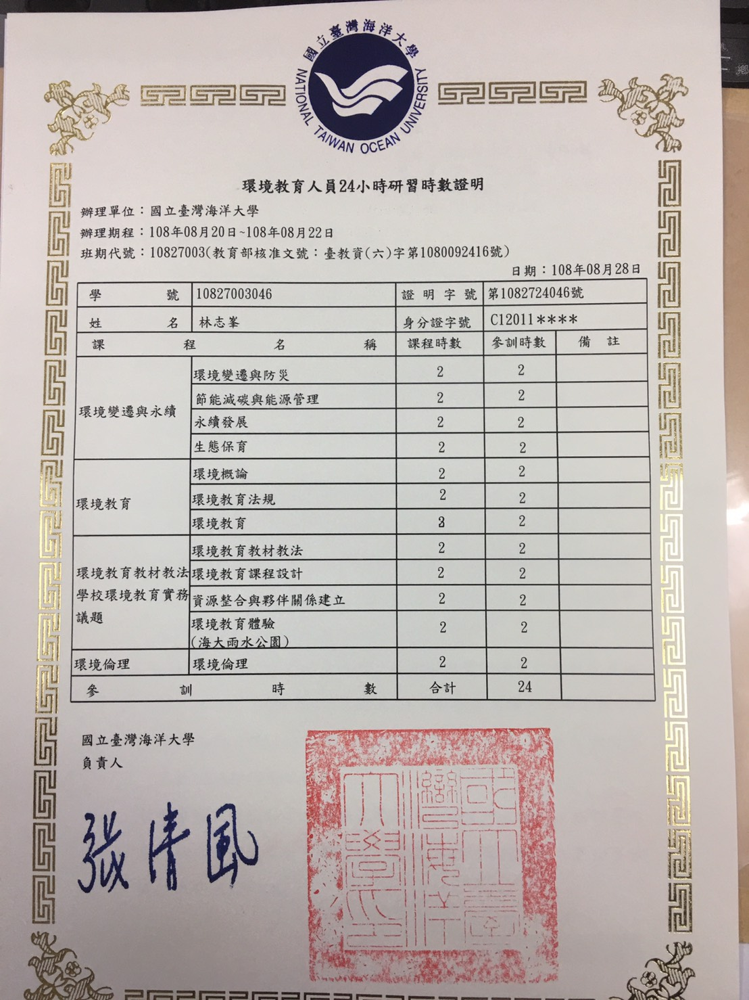 國立臺灣海洋大學
NATIONAL TAIWAN OCEAN UNIVERSITY
環境教育人員24小時研習時數證明
辦理單位：國立臺灣海洋大學
辦理期程：108年08月20日~108年08月22日
班期代號：10827003(教育部核准文號：臺教資(六)字第1080092416號)
日期：108年08月28日
學 號 10827003046 證明字號 第1082724046號
姓 名 林志峯 身分證字號 C12011****
課 程 名 稱 課程時數 參訓時數 備 註
環境變遷與永續
環境變遷與防災 2 2
節能減碳與能源管理 2 2
永續發展 2 2
生態保育 2 2
環境教育
環境概論 2 2
環境教育法規 2 2
環境教育 2
環境教育教材教法
學校環境教育實務
議題
環境教育教材教法 2 2
環境教育課程設計 2 2
資源整合與夥伴關係建立 2 2
環境教育體驗
(海大雨水公園) 2 2
環境倫理 環境倫理 2 2
參 訓 時 數 合計 24
國立臺灣海洋大學
負責人
張清風
國立臺灣海洋大學印